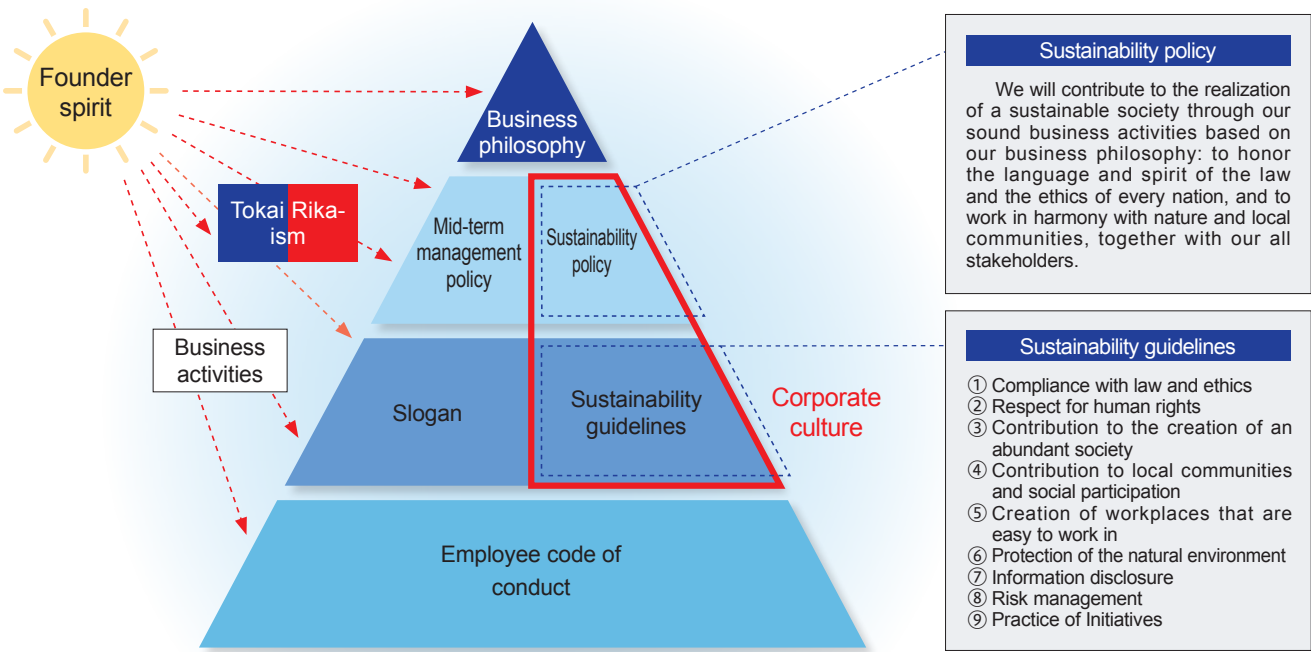 Founder
spirit
Business
philosophy
Tokai Rika-
ism
Mid-term
management
policy
Sustainability
policy
Business
activities
Slogan
Sustainability
guidelines
Corporate
culture
Employee code of
conduct
Sustainability policy
We will contribute to the realization
of a sustainable society through our
sound business activities based on
our business philosophy: to honor
the language and spirit of the law
and the ethics of every nation, and to
work in harmony with nature and local
communities, together with our all
stakeholders.
Sustainability guidelines
① Compliance with law and ethics
② Respect for human rights
③ Contribution to the creation of an
abundant society
④ Contribution to local communities
and social participation
⑤ Creation of workplaces that are
easy to work in
⑥ Protection of the natural environment
⑦ Information disclosure
⑧ Risk management
⑨ Practice of Initiatives